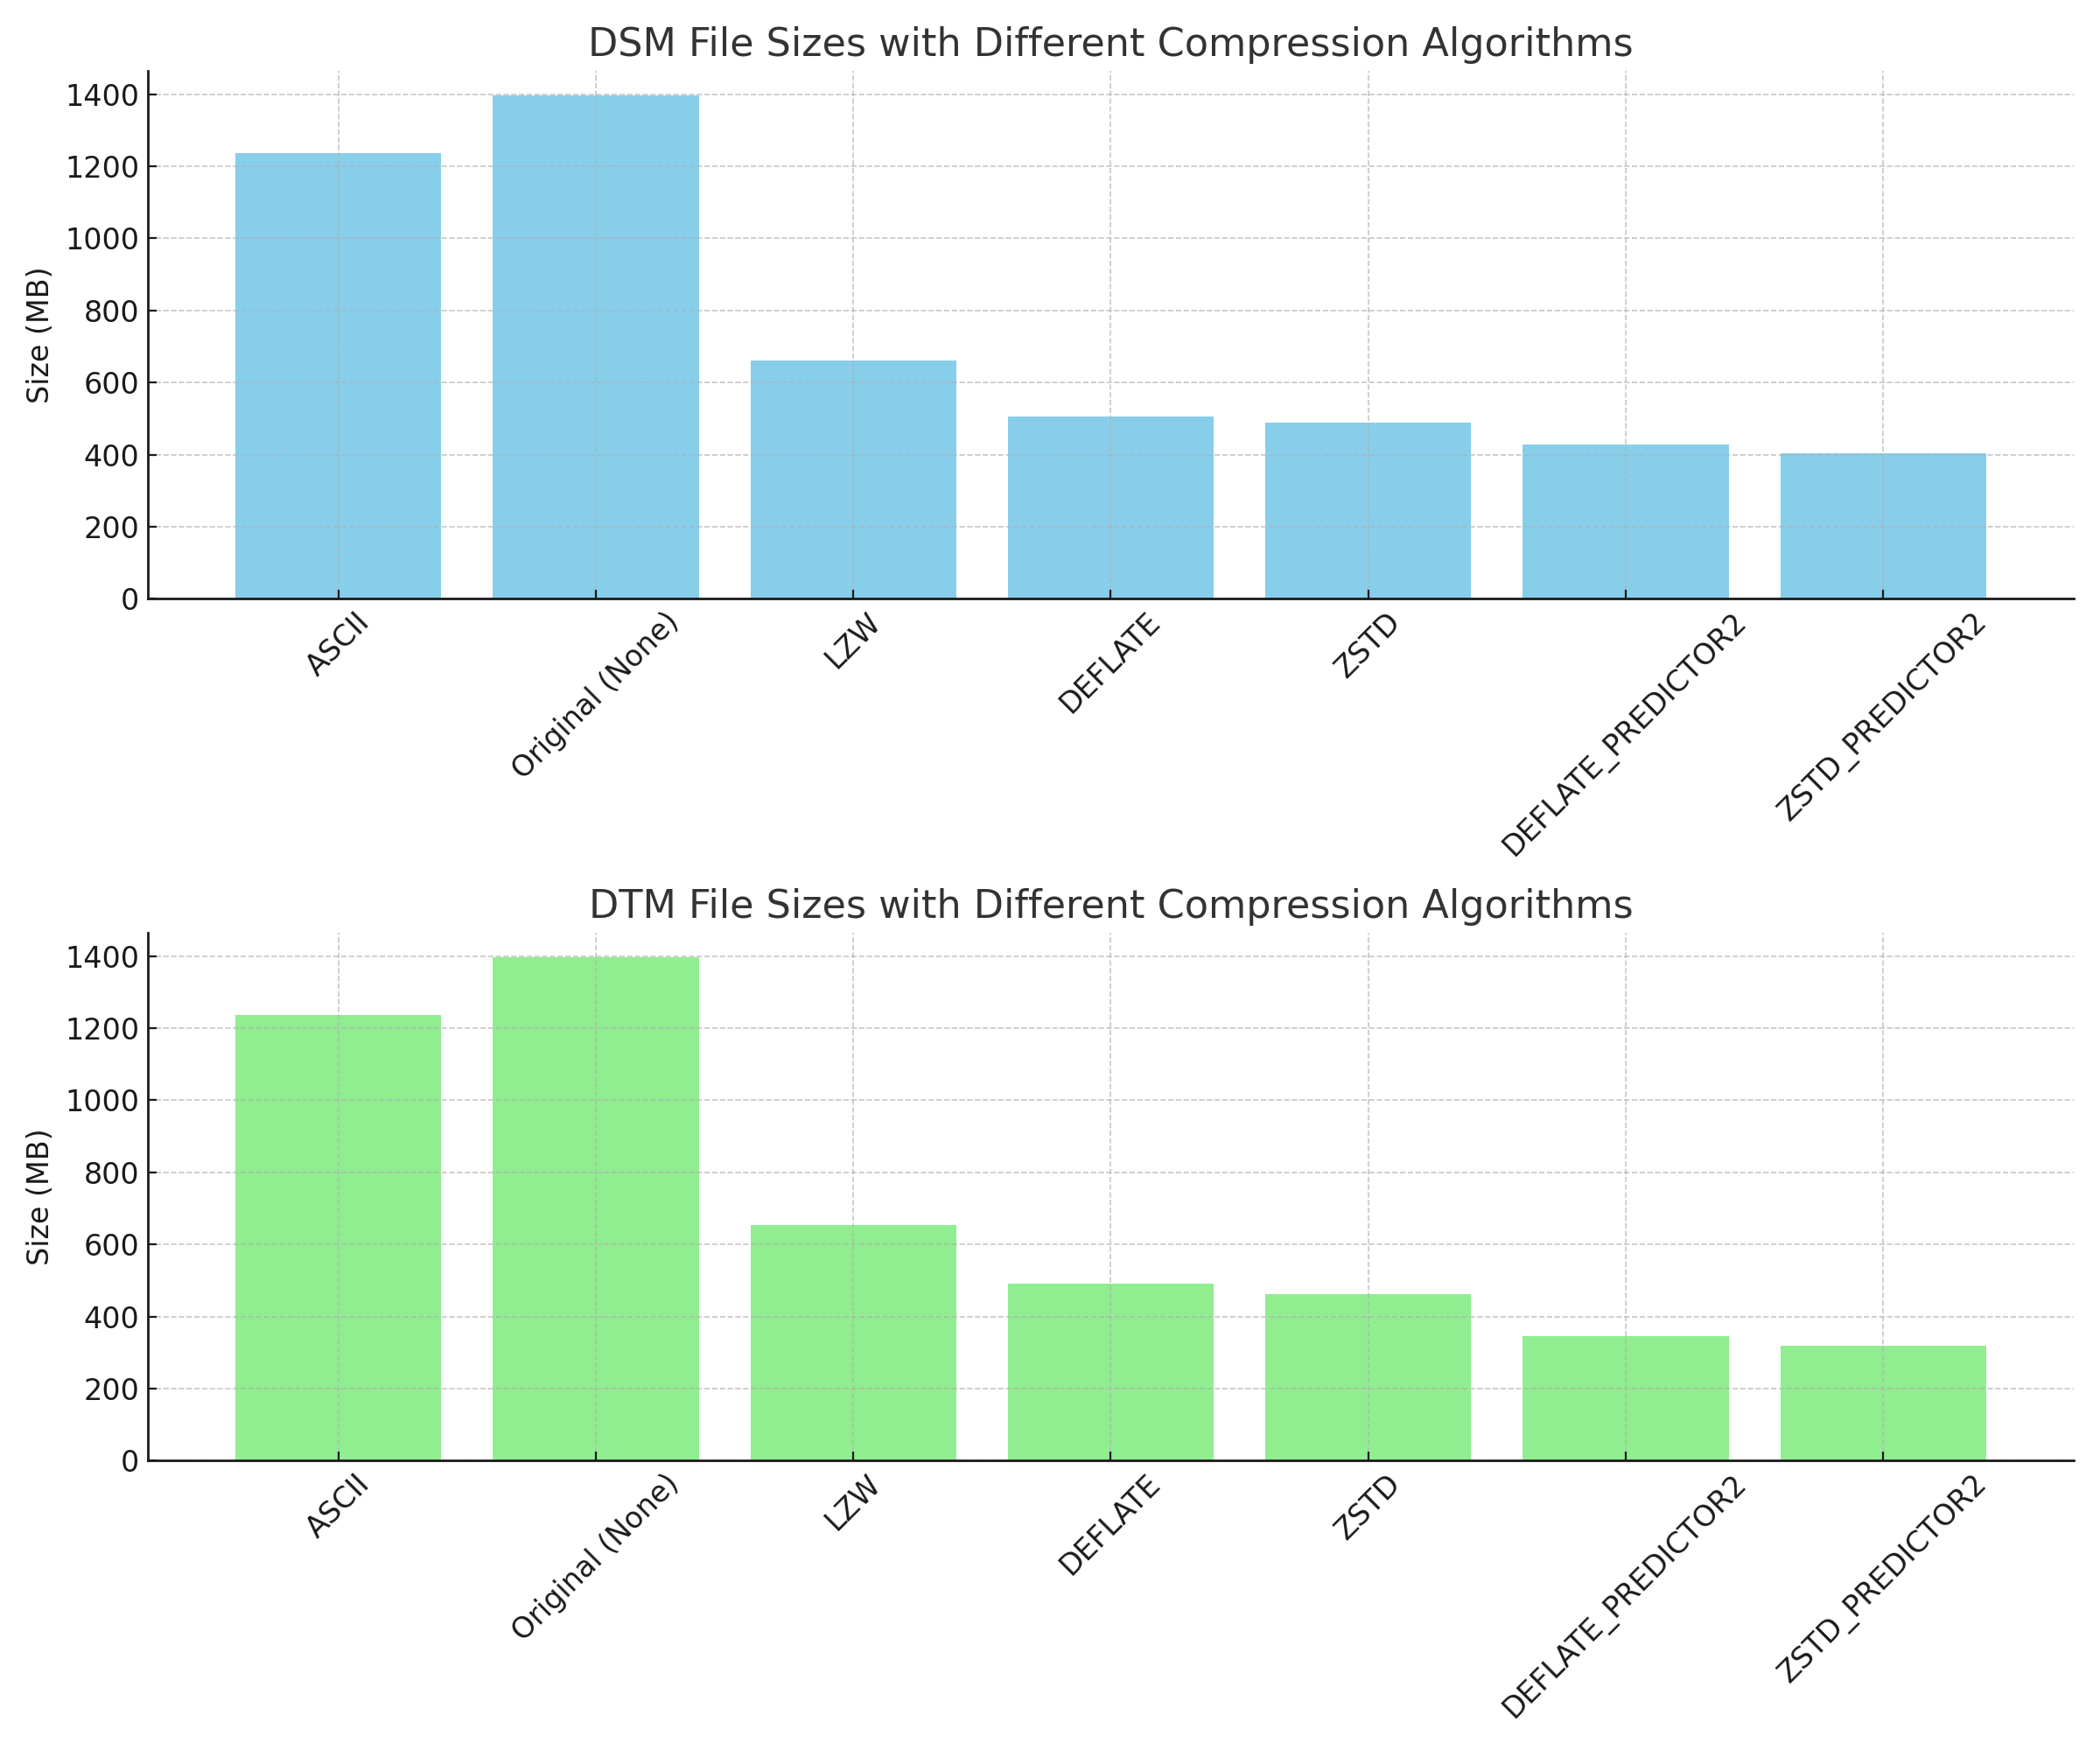 DSM File Sizes with Different Compression Algorithms
Size (MB)
1400
1200
1000
800
600
400
200
0
ASCII
Original (None)
LZW
DEFLATE
ZSTD
DEFLATE_PREDICTOR2
ZSTD_PREDICTOR2
DTM File Sizes with Different Compression Algorithms
Size (MB)
1400
1200
1000
800
600
400
200
0
ASCII
Original (None)
LZW
DEFLATE
ZSTD
DEFLATE_PREDICTOR2
ZSTD_PREDICTOR2